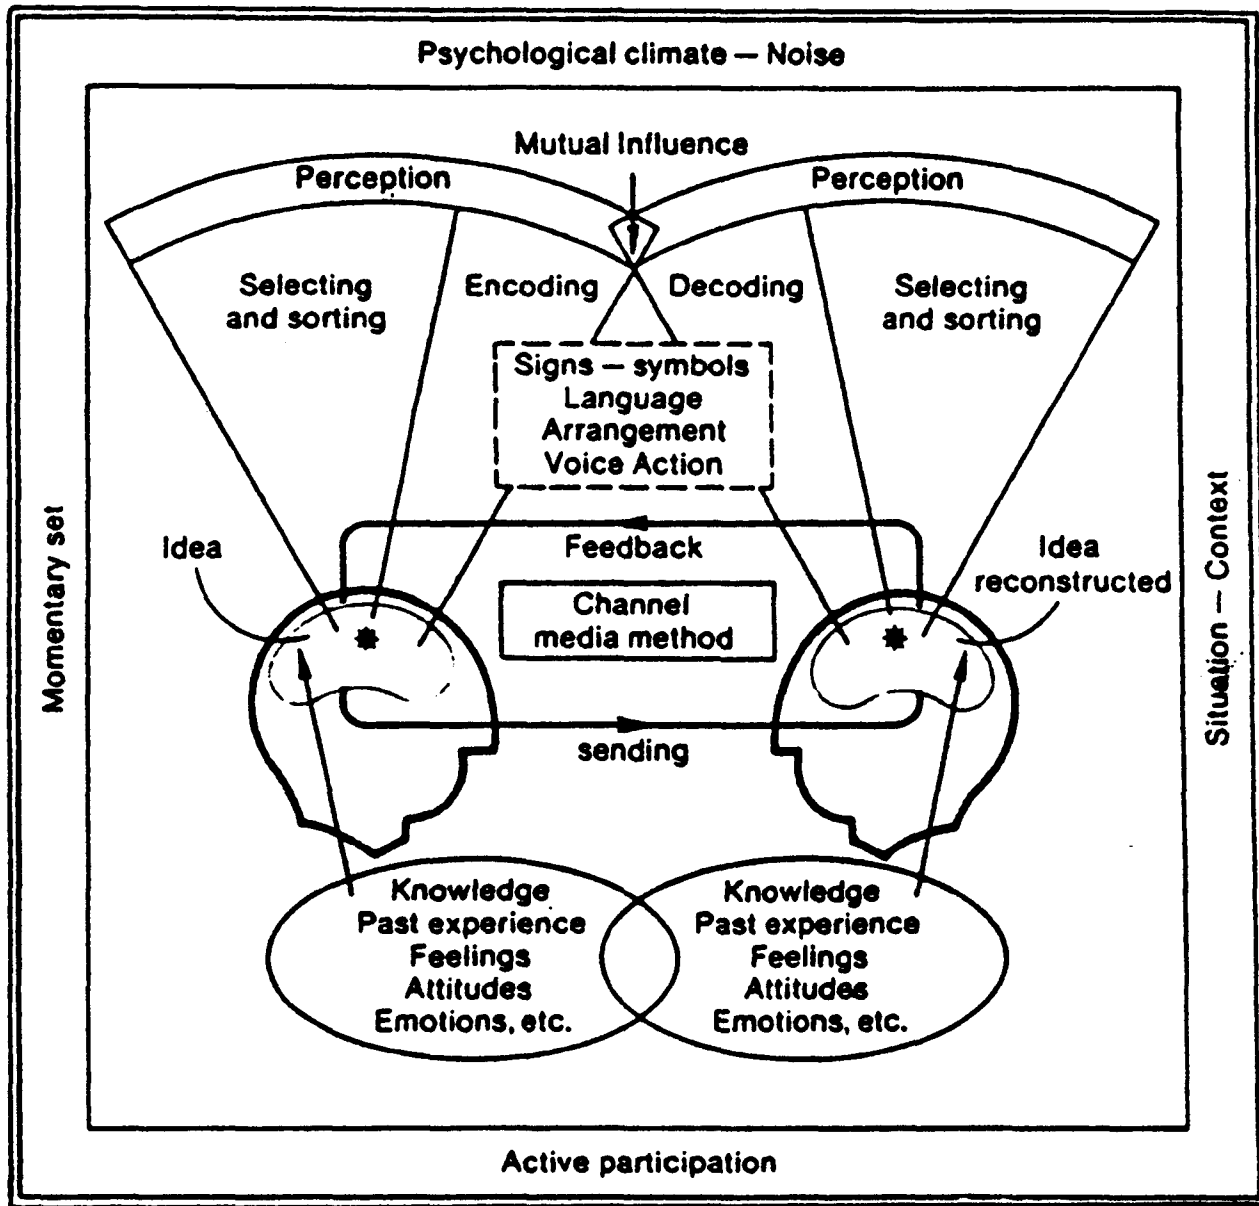 Psychological climate — Noise
Mutual Influence
Perception
Perception
Selecting
and sorting
Encoding
Decoding
Selecting
and sorting
Signs — symbols
Language
Arrangement
Voice Action
Momentary set
Idea
Feedback
Idea
reconstructed
Channel
media method
Situation — Context
sending
Knowledge
Past experience
Feelings
Attitudes
Emotions, etc.
Knowledge
Past experience
Feelings
Attitudes
Emotions, etc.
Active participation